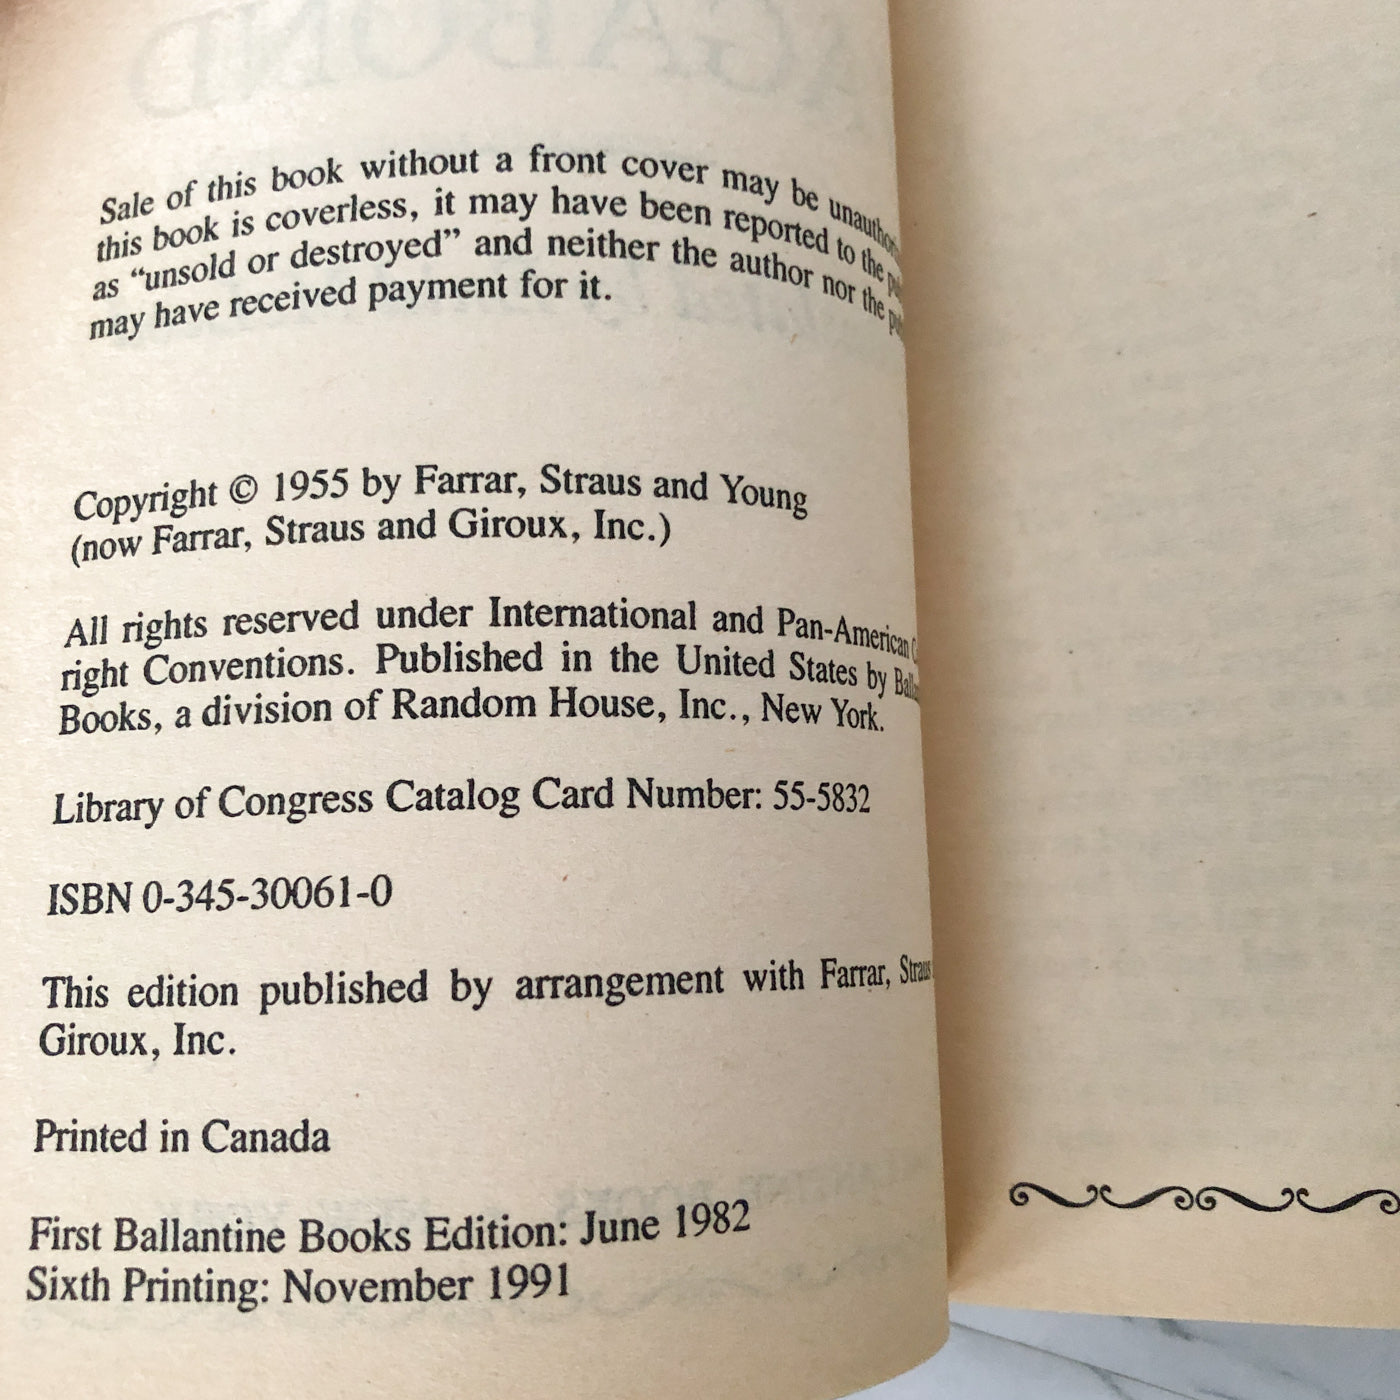 Sale of this book without a front cover may be
this book is coverless, it may have been reported to the
as “unsold or destroyed” and neither the author nor the
may have received payment for it.
Copyright © 1955 by Farrar, Straus and Young
(now Farrar, Straus and Giroux, Inc.)
All rights reserved under International and Pan-American
right Conventions. Published in the United States by
Books, a division of Random House, Inc., New York.
Library of Congress Catalog Card Number: 55-5832
ISBN 0-345-30061-0
This edition published by arrangement with Farrar, Straus
Giroux, Inc.
Printed in Canada
First Ballantine Books Edition: June 1982
Sixth Printing: November 1991